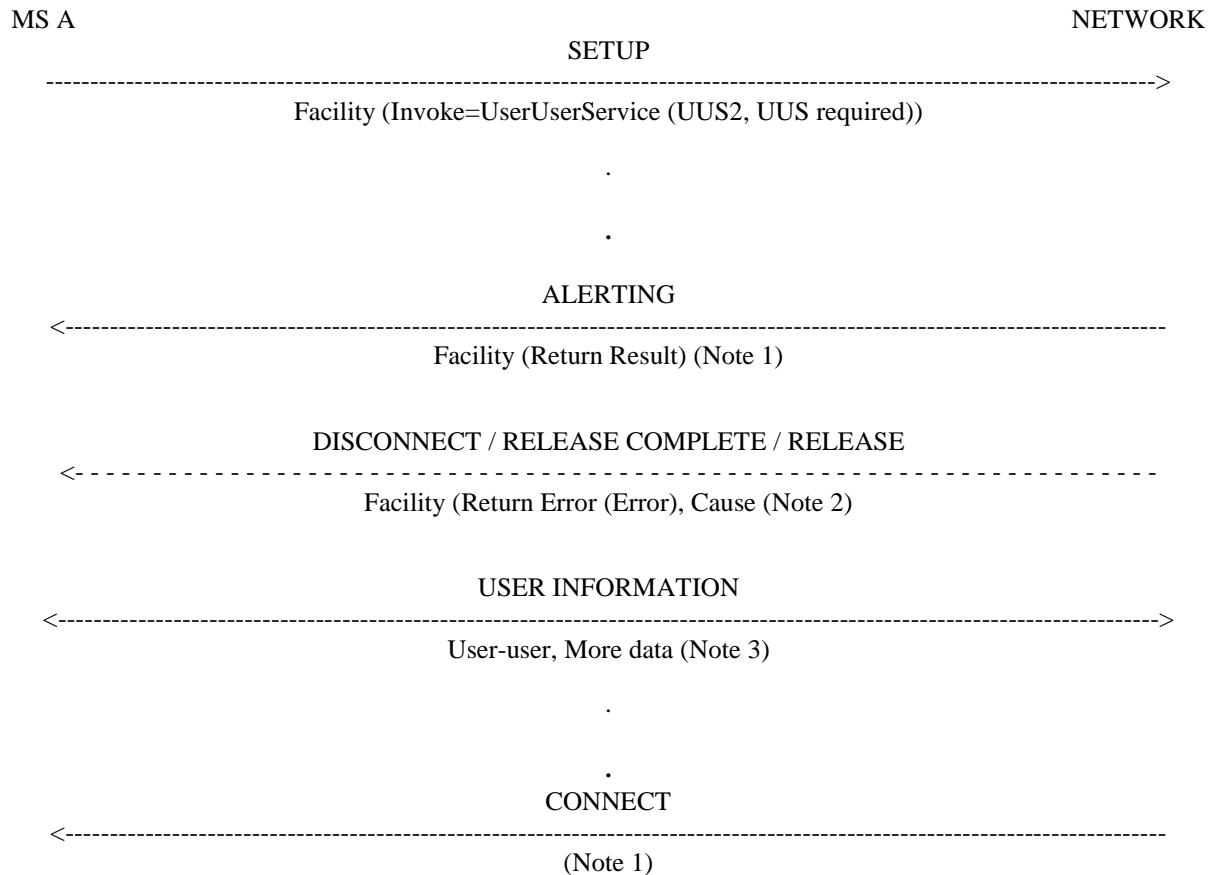 MS A NETWORK
SETUP
------------------------------------------------------------------------------------------------------------------------------->
Facility (Invoke=UserUserService (UUS2, UUS required))
.
.
ALERTING
<-------------------------------------------------------------------------------------------------------------------------------
Facility (Return Result) (Note 1)
DISCONNECT / RELEASE COMPLETE / RELEASE
<- - - - - - - - - - - - - - - - - - - - - - - - - - - - - - - - - - - - - - - - - - - - - - - - - - - - - - - - - - -
Facility (Return Error (Error), Cause (Note 2)
USER INFORMATION
<------------------------------------------------------------------------------------------------------------------------------->
User-user, More data (Note 3)
.
.
CONNECT
<-------------------------------------------------------------------------------------------------------------------------------
(Note 1)